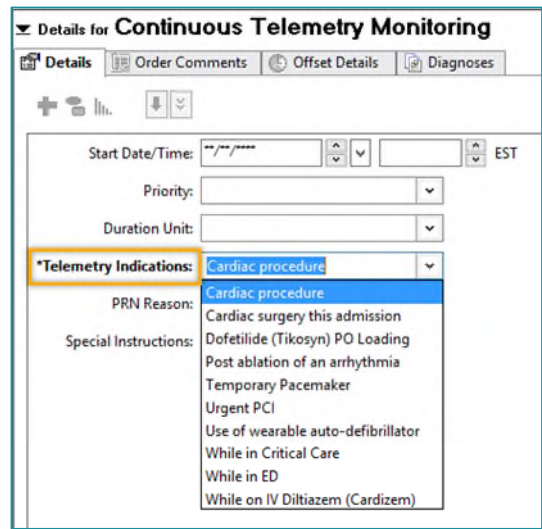 Details for Continuous Telemetry Monitoring
Details Order Comments Offset Details Diagnoses
Start Date/Time: **/**/**** EST
Priority:
Duration Unit:
*Telemetry Indications: Cardiac procedure
Cardiac procedure
PRN Reason:
Cardiac surgery this admission
Special Instructions: Dofetilide (Tikosyn) PO Loading
Post ablation of an arrhythmia
Temporary Pacemaker
Urgent PCI
Use of wearable auto-defibrillator
While in Critical Care
While in ED
While on IV Diltiazem (Cardizem)